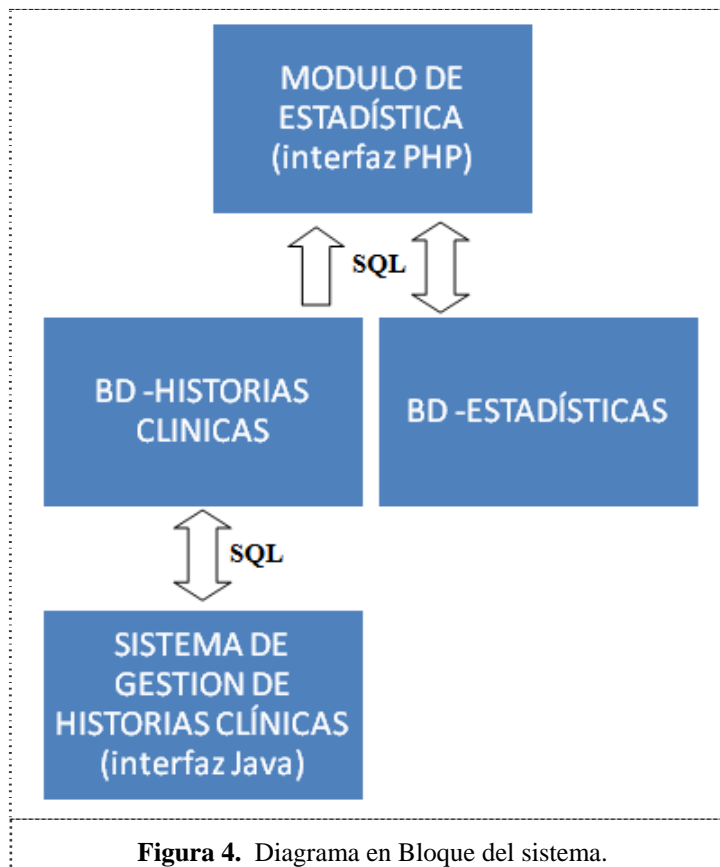 MODULO DE
ESTADÍSTICA
(interfaz PHP)
SQL
BD -HISTORIAS
CLINICAS
BD -ESTADÍSTICAS
SQL
SISTEMA DE
GESTION DE
HISTORIAS CLÍNICAS
(interfaz Java)
Figura 4. Diagrama en Bloque del sistema.